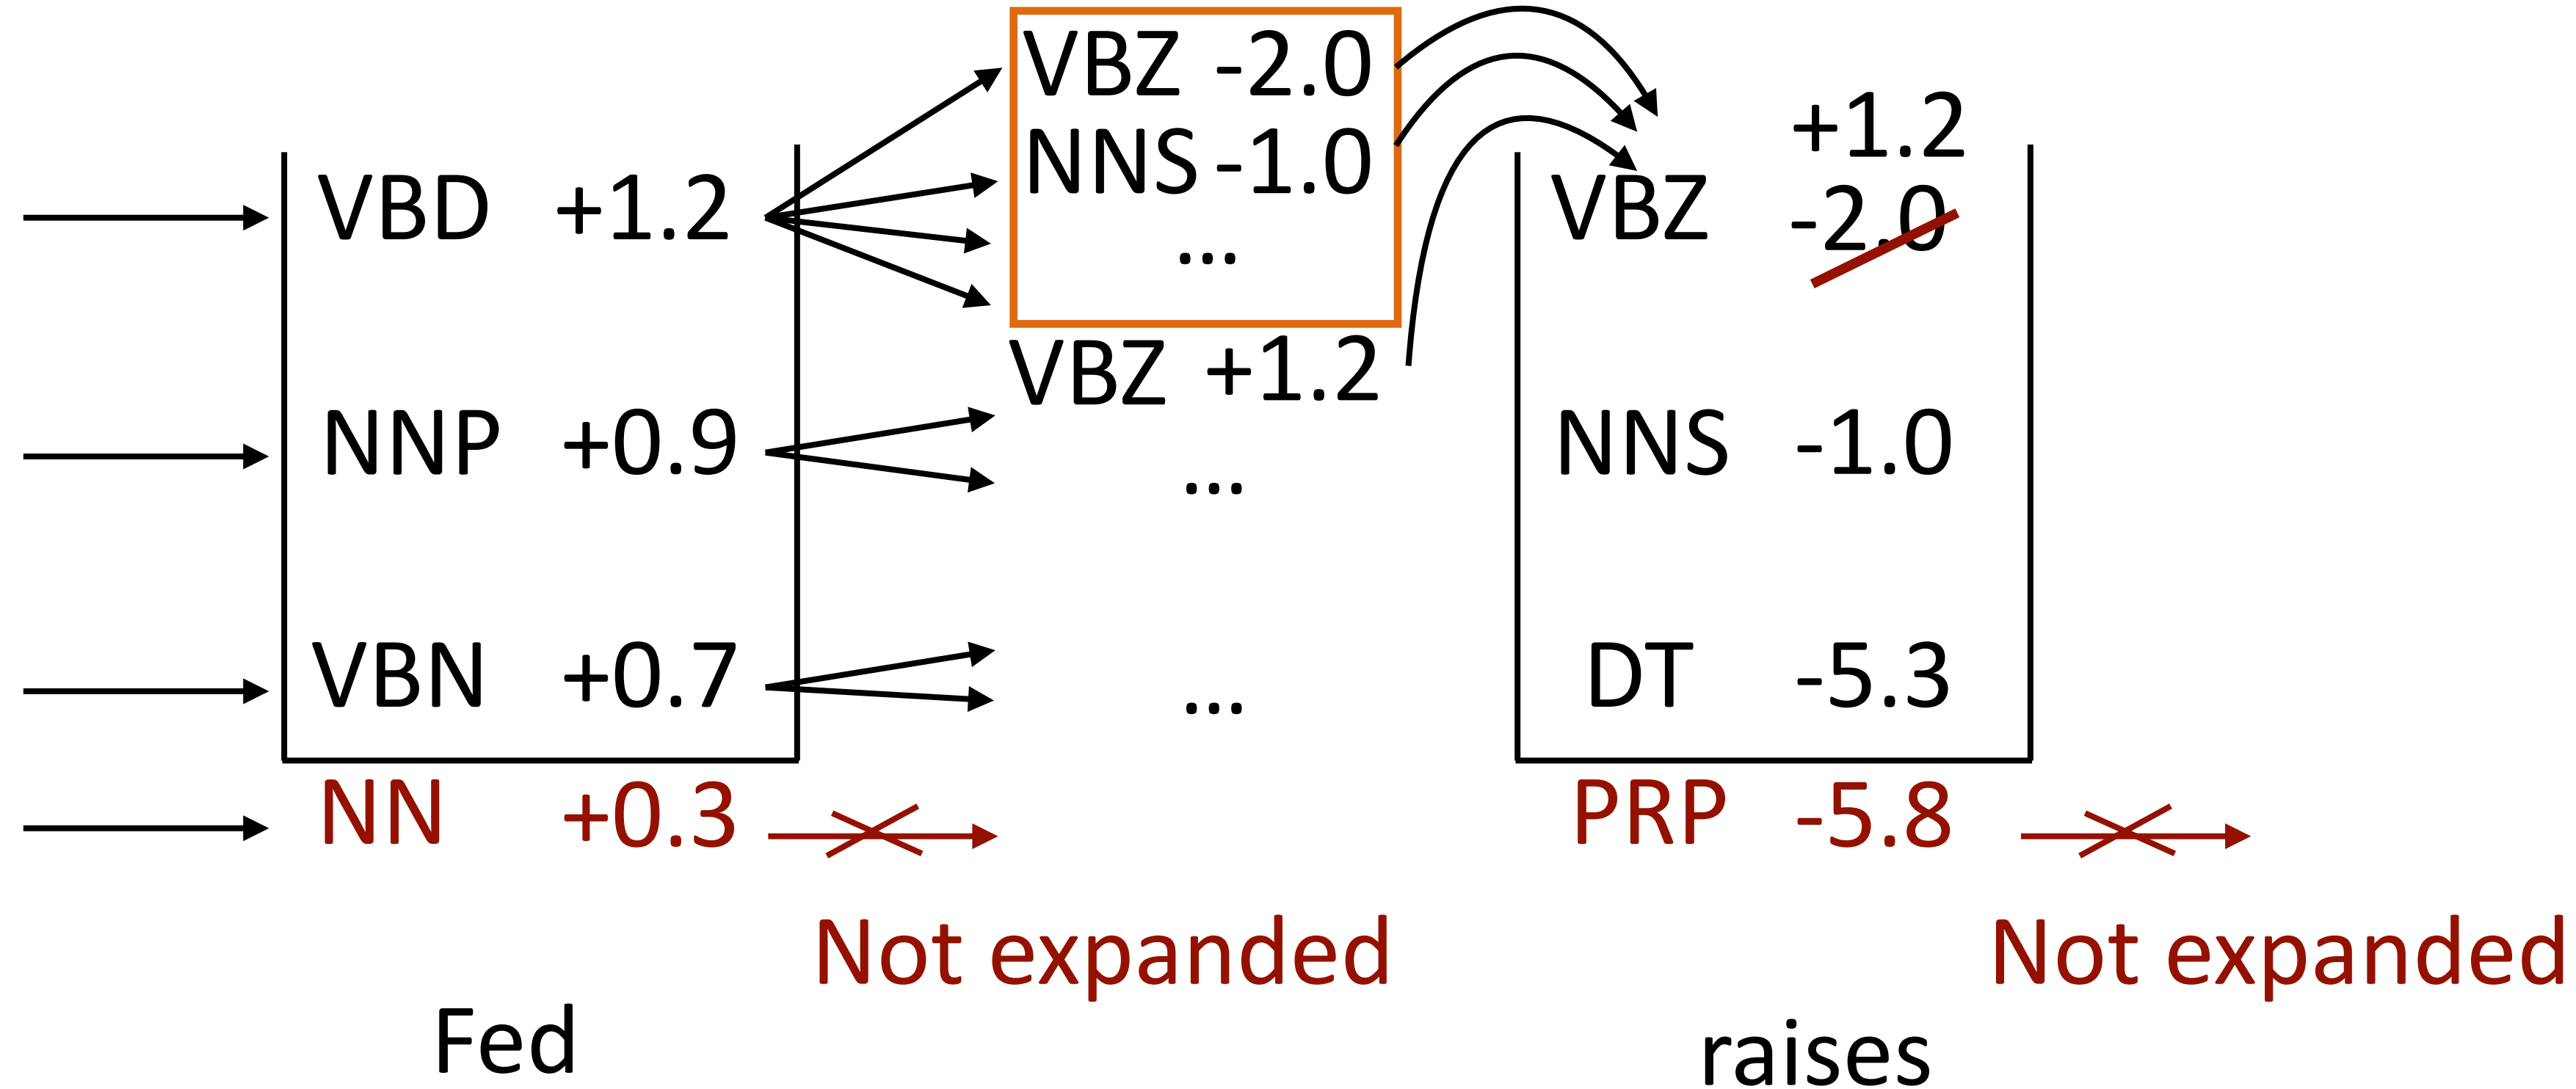 VBD +1.2
NNP +0.9
VBN +0.7
NN +0.3
Fed
VBZ -2.0
NNS -1.0
...
VBZ +1.2
...
...
Not expanded
+1.2
VBZ -2.0
NNS -1.0
DT -5.3
PRP -5.8
Not expanded
raises